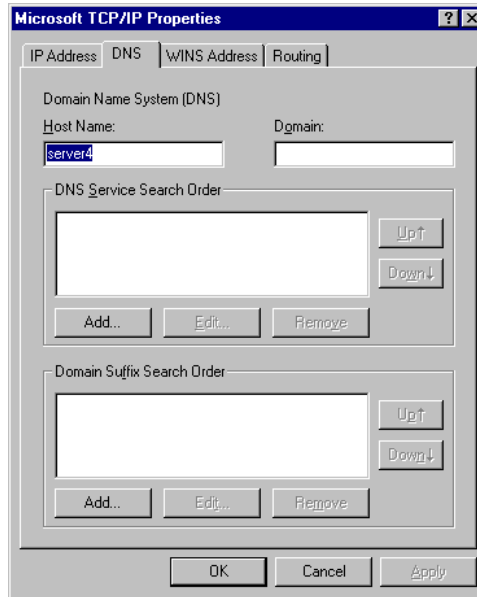 Microsoft TCP/IP Properties
IP Address DNS WINS Address Routing
Domain Name System (DNS)
Host Name: Domain:
server4
DNS Service Search Order
Up↑
Down↓
Add... Edit... Remove
Domain Suffix Search Order
Up↑
Down↓
Add... Edit... Remove
OK Cancel Apply